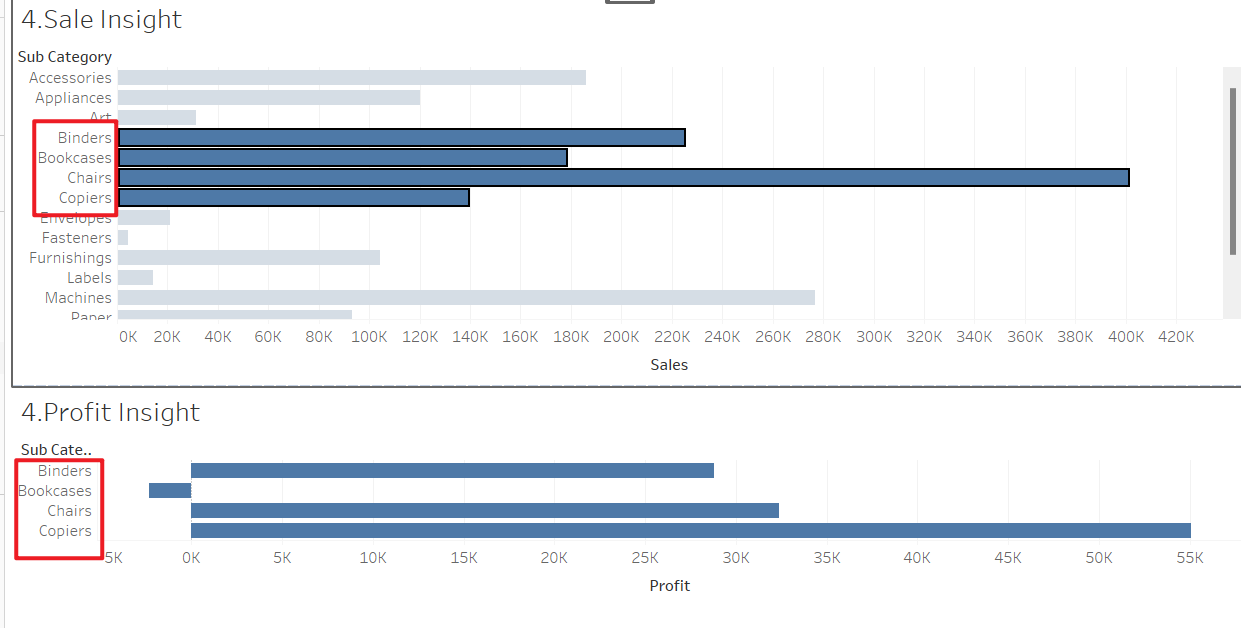 4.Sale Insight
Sub Category
Accessories
Appliances
Art
Binders
Bookcases
Chairs
Copiers
Envelopes
Fasteners
Furnishings
Labels
Machines
Paper
0K 20K 40K 60K 80K 100K 120K 140K 160K 180K 200K 220K 240K 260K 280K 300K 320K 340K 360K 380K 400K 420K
Sales
4.Profit Insight
Sub Cate..
Binders
Bookcases
Chairs
Copiers
5K 0K 5K 10K 15K 20K 25K 30K 35K 40K 45K 50K 55K
Profit